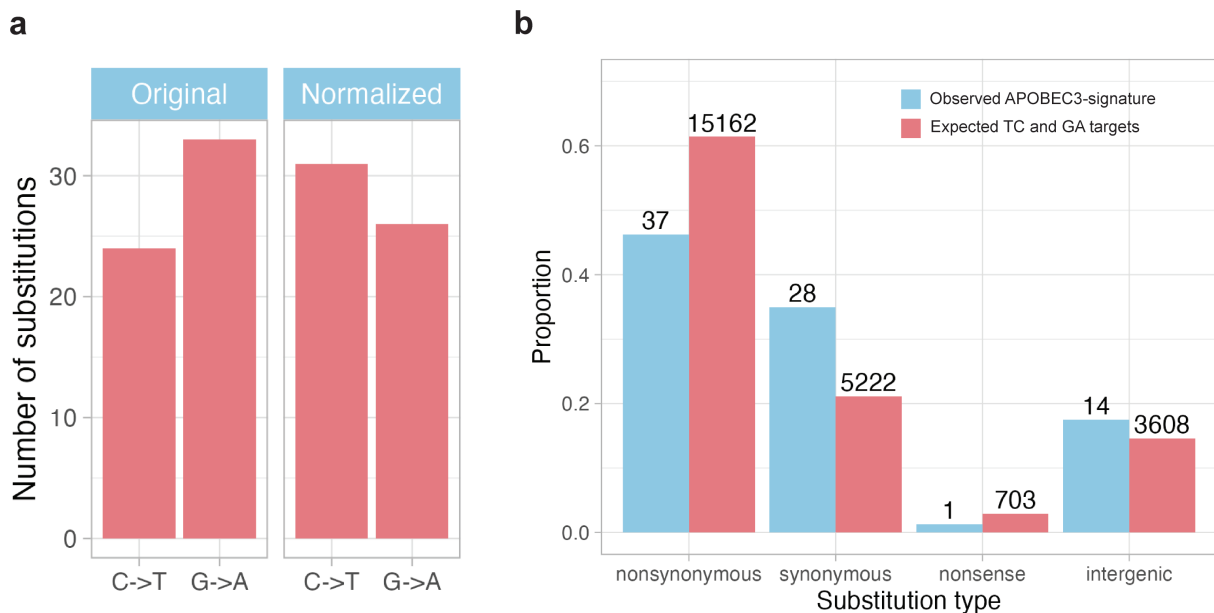 a
Original
Normalized
Number of substitutions
30
20
10
0
C->T
G->A
C->T
G->A
b
Observed APOBEC3-signature
Expected TC and GA targets
Proportion
0.6
0.4
0.2
0.0
37
15162
28
5222
1
703
14
3608
nonsynonymous
synonymous
nonsense
intergenic
Substitution type